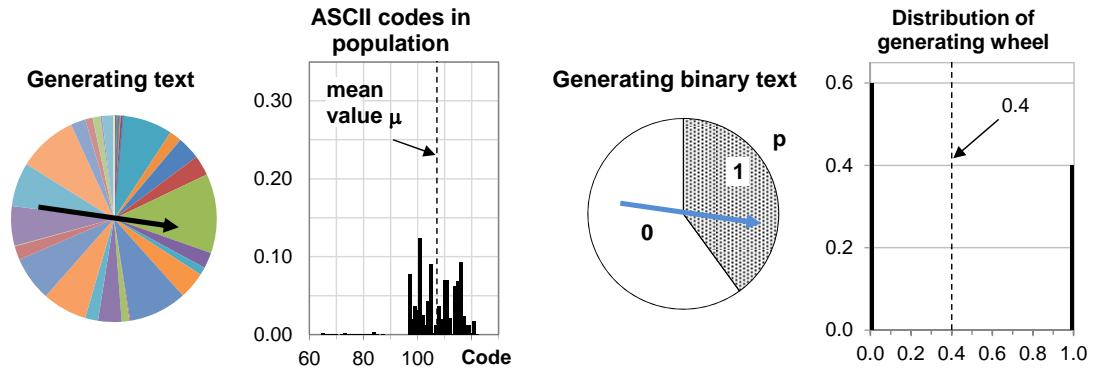 Generating text
ASCII codes in
population
0.30
0.20
0.10
0.00
60
80
100
Code
mean
value μ
Generating binary text
p
1
0
Distribution of
generating wheel
0.6
0.4
0.2
0.0
0.0 0.2 0.4 0.6 0.8 1.0
0.4